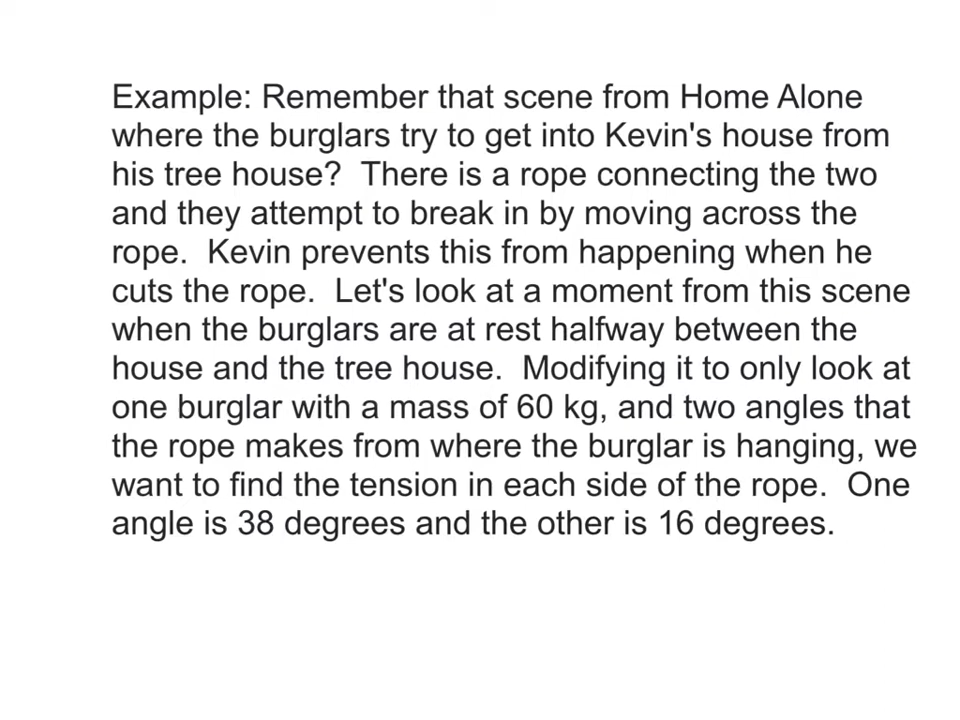 Example: Remember that scene from Home Alone
where the burglars try to get into Kevin's house from
his tree house?  There is a rope connecting the two
and they attempt to break in by moving across the
rope.  Kevin prevents this from happening when he
cuts the rope.  Let's look at a moment from this scene
when the burglars are at rest halfway between the
house and the tree house.  Modifying it to only look at
one burglar with a mass of 60 kg, and two angles that
the rope makes from where the burglar is hanging, we
want to find the tension in each side of the rope.  One
angle is 38 degrees and the other is 16 degrees.